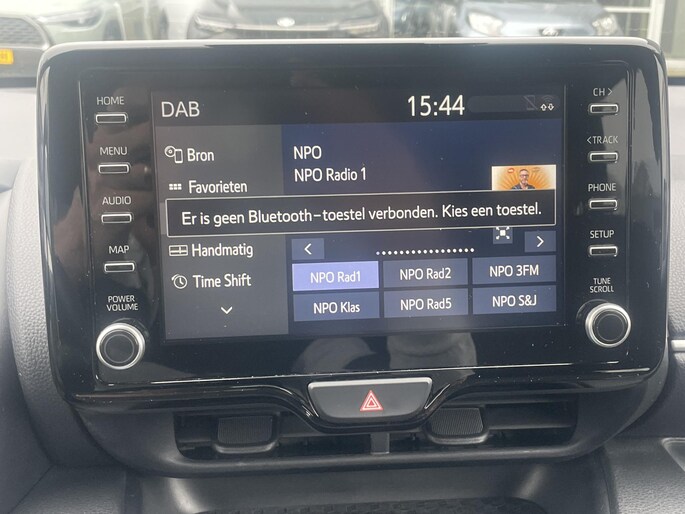 HOME
MENU
AUDIO
MAP
POWER
VOLUME
DAB
15:44
Bron
Favorieten
Handmatig
Time Shift
NPO
NPO Radio 1
Er is geen Bluetooth-toestel verbonden. Kies een toestel.
NPO Rad1
NPO Rad2
NPO 3FM
NPO Klas
NPO Rad5
NPO S&J
CH >
< TRACK
PHONE
SETUP
TUNE
SCROLL